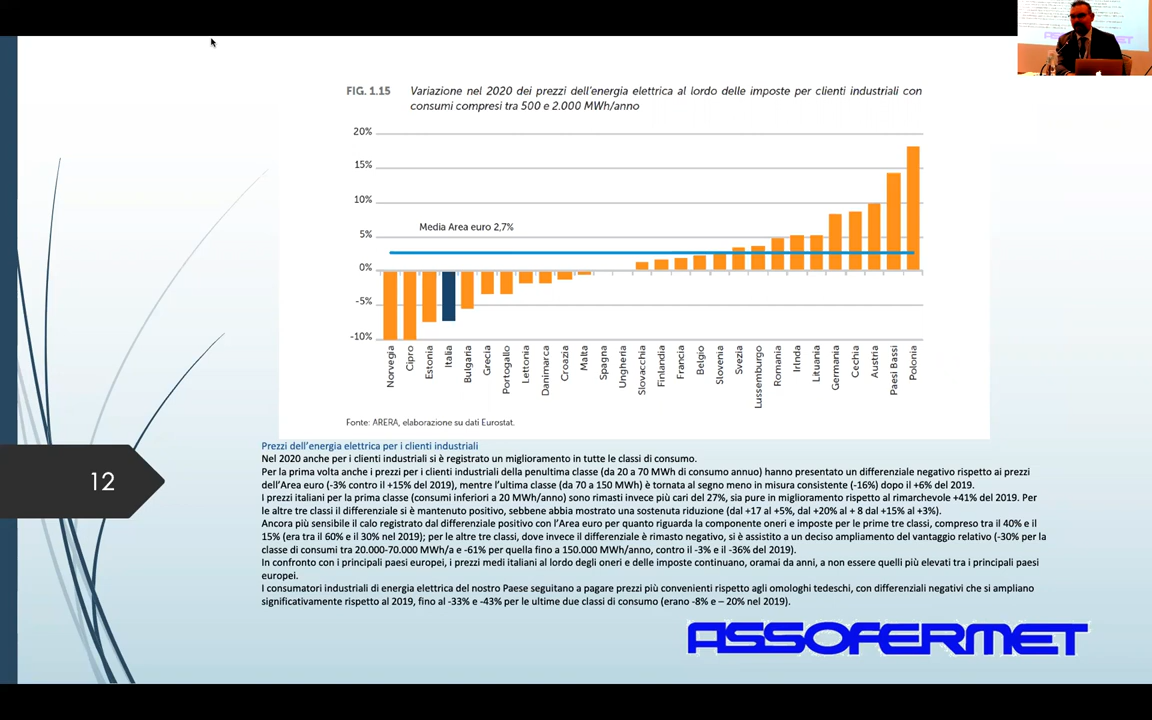 FIG. 1.15 Variazione nel 2020 dei prezzi dell'energia elettrica al lordo delle imposte per clienti industriali con
consumi compresi tra 500 e 2.000 MWh/anno
20%
15%
10%
5%
0%
-5%
-10%
Media Area euro 2,7%
Norvegia
Cipro
Estonia
Italia
Bulgaria
Grecia
Portogallo
Lettonia
Danimarca
Croazia
Malta
Spagna
Ungheria
Slovacchia
Finlandia
Francia
Belgio
Slovenia
Svezia
Lussemburgo
Romania
Irlnda
Lituania
Germania
Cechia
Austria
Paesi Bassi
Polonia
Fonte: ARERA, elaborazione su dati Eurostat.
Prezzi dell'energia elettrica per i clienti industriali
Nel 2020 anche per i clienti industriali si è registrato un miglioramento in tutte le classi di consumo.
Per la prima volta anche i prezzi per i clienti industriali della penultima classe (da 20 a 70 MWh di consumo annuo) hanno presentato un differenziale negativo rispetto ai prezzi
dell'Area euro (-3% contro il +15% del 2019), mentre l'ultima classe (da 70 a 150 MWh) è tornata al segno meno in misura consistente (-16%) dopo il +6% del 2019.
I prezzi italiani per la prima classe (consumi inferiori a 20 MWh/anno) sono rimasti invece più cari del 27%, sia pure in miglioramento rispetto al rimarchevole +41% del 2019. Per
le altre tre classi il differenziale si è mantenuto positivo, sebbene abbia mostrato una sostenuta riduzione (dal +17 al +5%, dal +20% al + 8 dal +15% al +3%).
Ancora più sensibile il calo registrato dal differenziale positivo con l'Area euro per quanto riguarda la componente oneri e imposte per le prime tre classi, compreso tra il 40% e il
15% (era tra il 60% e il 30% nel 2019); per le altre tre classi, dove invece il differenziale è rimasto negativo, si è assistito a un deciso ampliamento del vantaggio relativo (-30% per la
classe di consumi tra 20.000-70.000 MWh/a e -61% per quella fino a 150.000 MWh/anno, contro il -3% e il -36% del 2019).
In confronto con i principali paesi europei, i prezzi medi italiani al lordo degli oneri e delle imposte continuano, oramai da anni, a non essere quelli più elevati tra i principali paesi
europei.
I consumatori industriali di energia elettrica del nostro Paese seguitano a pagare prezzi più convenienti rispetto agli omologhi tedeschi, con differenziali negativi che si ampliano
significativamente rispetto al 2019, fino al -33% e -43% per le ultime due classi di consumo (erano -8% e – 20% nel 2019).
12
ASSOFERMET